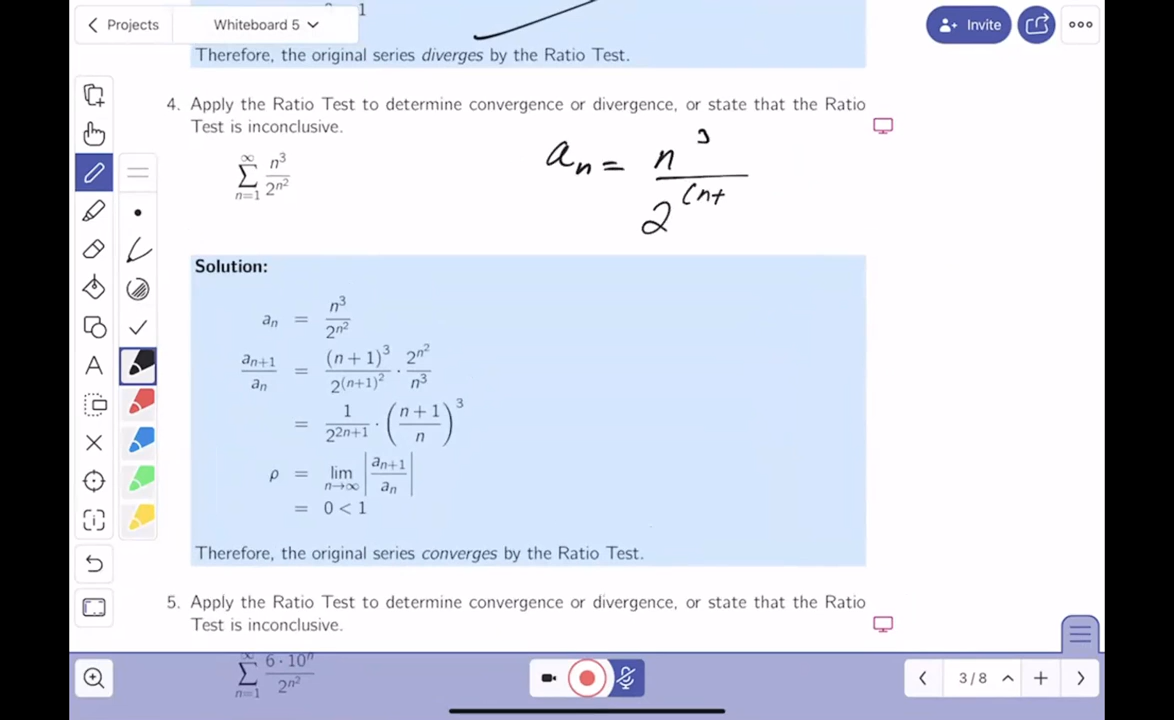 Projects
Whiteboard 5
Invite
1
Therefore, the original series diverges by the Ratio Test.
4. Apply the Ratio Test to determine convergence or divergence, or state that the Ratio
Test is inconclusive.
∑_{n=1}^{∞} n^3 / 2^{n^2}
a_n = n^3 / 2^{(n+
Solution:
a_n = n^3 / 2^{n^2}
a_{n+1} / a_n = (n + 1)^3 / 2^{(n+1)^2} · 2^{n^2} / n^3
= 1 / 2^{2n+1} · ((n + 1) / n)^3
ρ = lim_{n→∞} |a_{n+1} / a_n|
= 0 < 1
Therefore, the original series converges by the Ratio Test.
5. Apply the Ratio Test to determine convergence or divergence, or state that the Ratio
Test is inconclusive.
∑_{n=1}^{∞} 6 · 10^n / 2^{n^2}
3 / 8